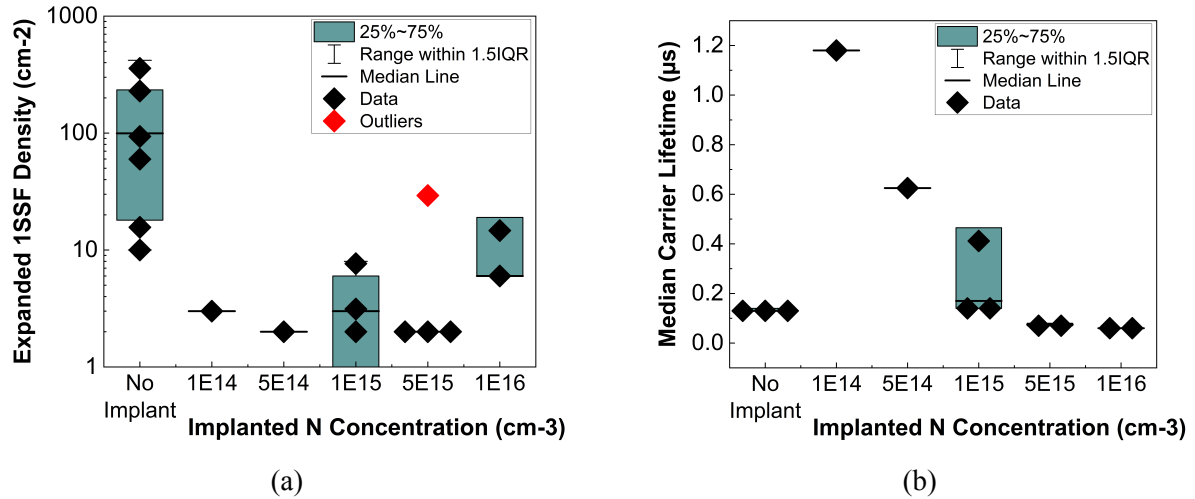 Expanded 1SSF Density (cm-2)
1000
100
10
1
25%~75%
Range within 1.5IQR
Median Line
Data
Outliers
No
Implant
1E14
5E14
1E15
5E15
1E16
Implanted N Concentration (cm-3)
(a)
Median Carrier Lifetime (µs)
1.2
1.0
0.8
0.6
0.4
0.2
0.0
25%~75%
Range within 1.5IQR
Median Line
Data
No
Implant
1E14
5E14
1E15
5E15
1E16
Implanted N Concentration (cm-3)
(b)